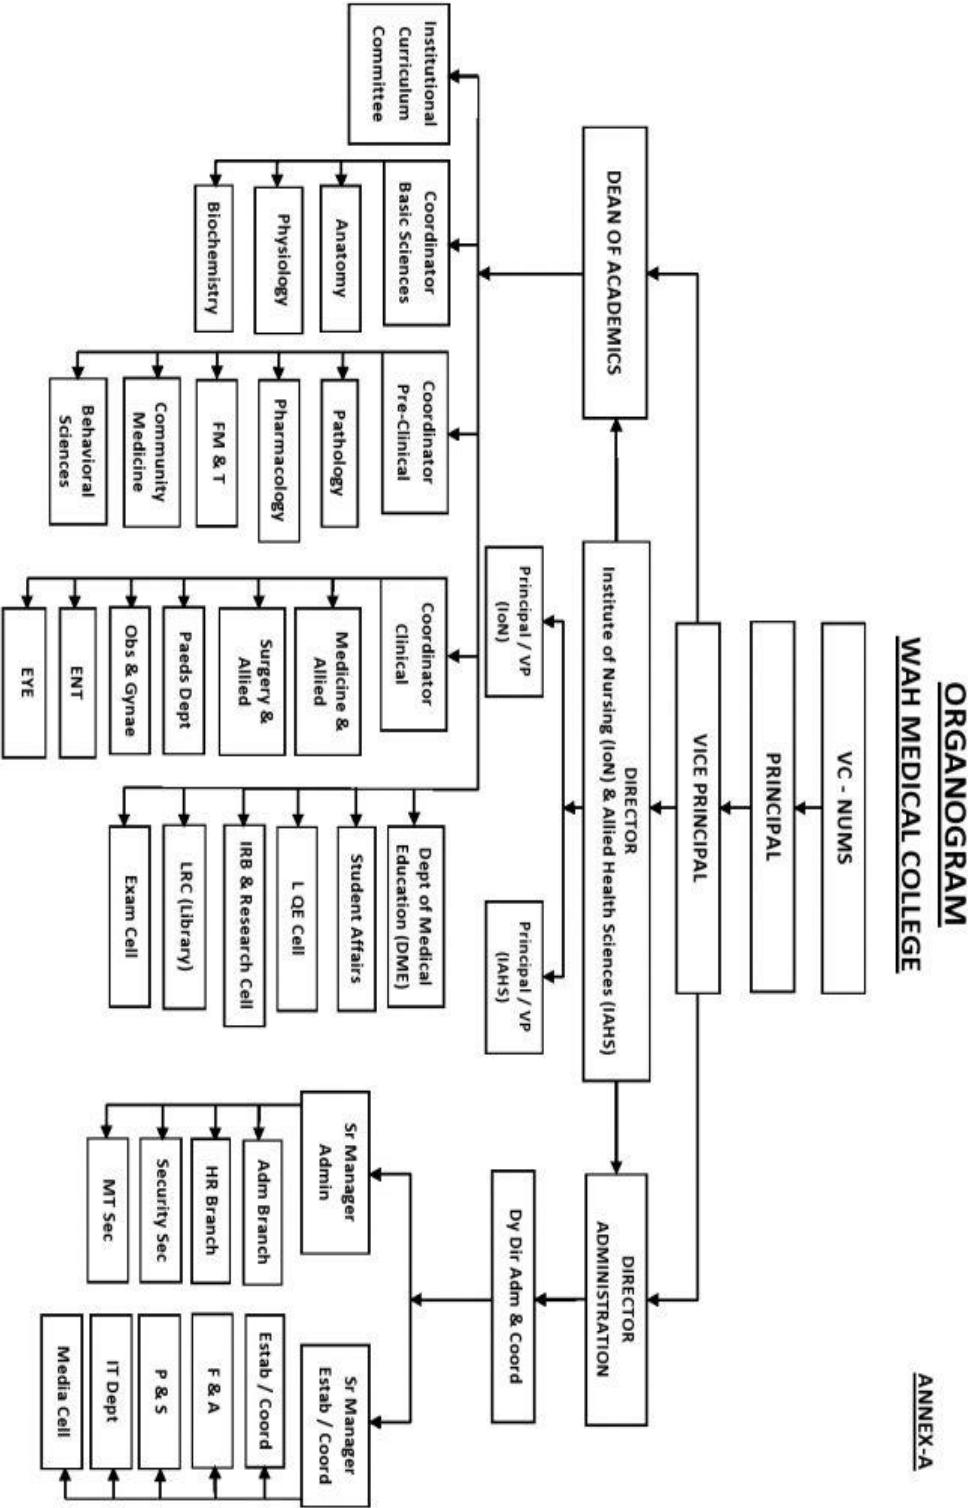 ORGANOGRAM
WAH MEDICAL COLLEGE
ANNEX-A
VC - NUMS
PRINCIPAL
VICE PRINCIPAL
DEAN OF ACADEMICS
DIRECTOR
Institute of Nursing (IoN) & Allied Health Sciences (IAHS)
DIRECTOR
ADMINISTRATION
Principal / VP
(IoN)
Principal / VP
(IAHS)
Dy Dir Adm & Coord
Institutional
Curriculum
Committee
Coordinator
Basic Sciences
Anatomy
Physiology
Biochemistry
Coordinator
Pre-Clinical
Pathology
Pharmacology
FM & T
Community
Medicine
Behavioral
Sciences
Coordinator
Clinical
Medicine &
Allied
Surgery &
Allied
Paeds Dept
Obs & Gynae
ENT
EYE
Dept of Medical
Education (DME)
Student Affairs
L QE Cell
IRB & Research Cell
LRC (Library)
Exam Cell
Sr Manager
Admin
Adm Branch
HR Branch
Security Sec
MT Sec
Sr Manager
Estab / Coord
Estab / Coord
F & A
P & S
IT Dept
Media Cell